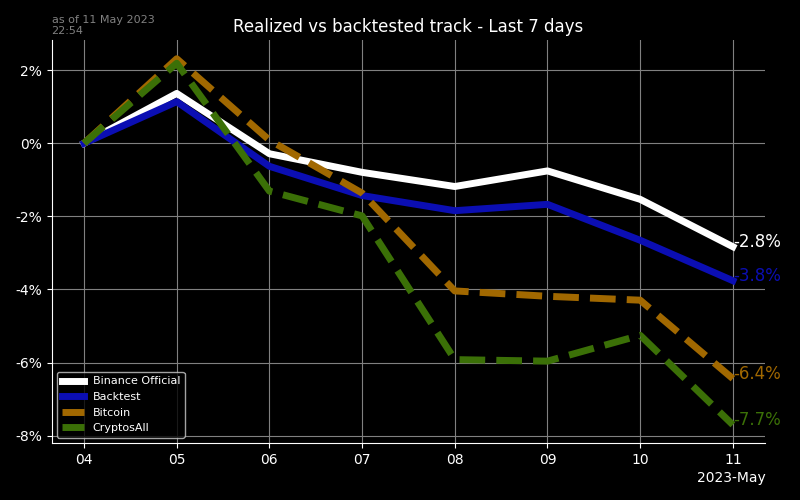 as of 11 May 2023
22:54
Realized vs backtested track - Last 7 days
2%
0%
-2%
-4%
-6%
-8%
-2.8%
-3.8%
-6.4%
-7.7%
Binance Official
Backtest
Bitcoin
CryptosAll
04 05 06 07 08 09 10 11
2023-May